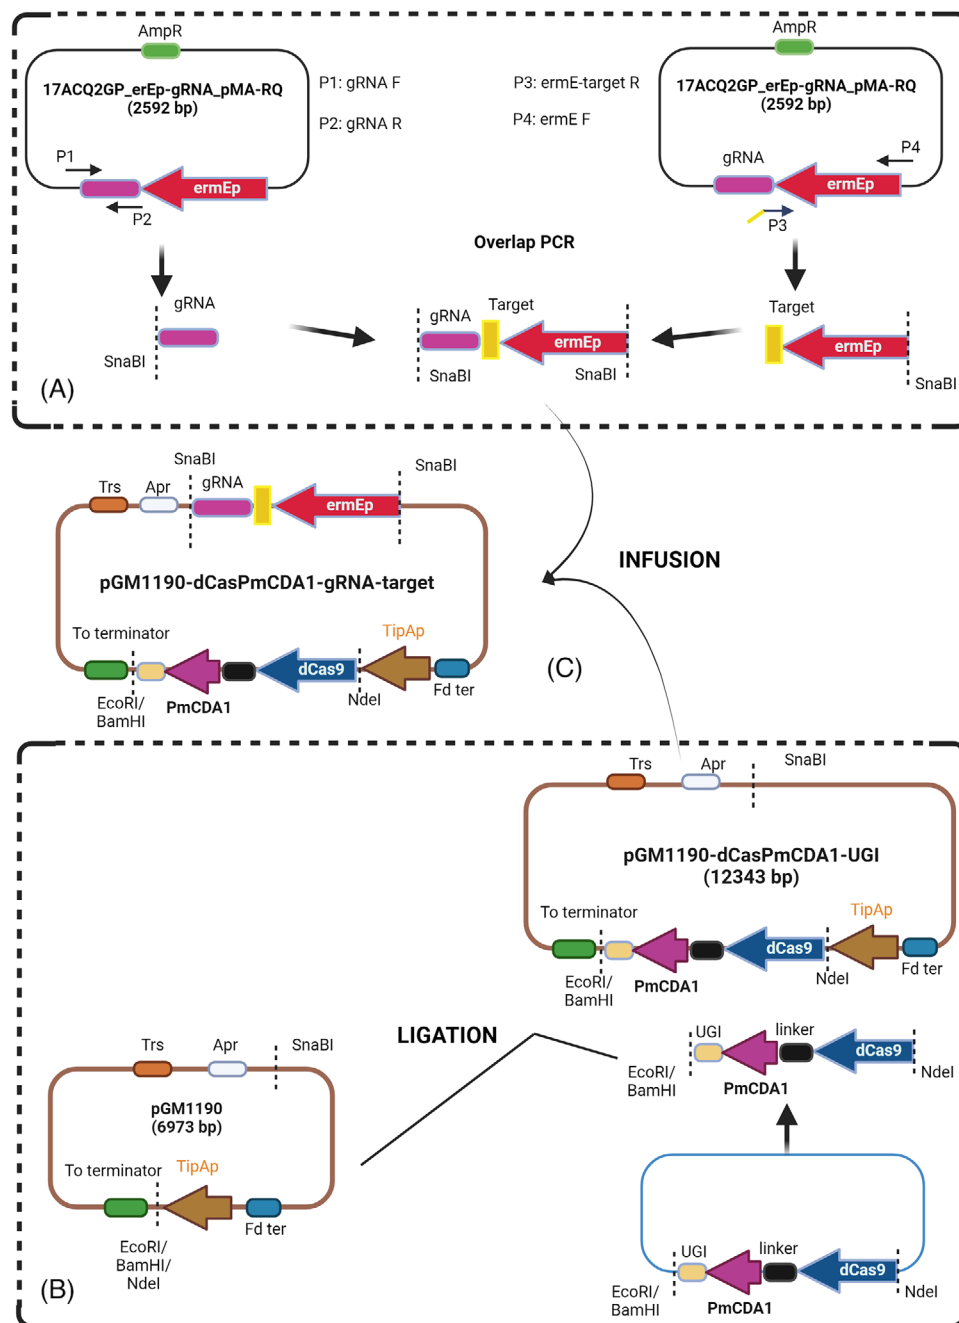 AmpR
17ACQ2GP_erEp-gRNA_pMA-RQ
(2592 bp)
P1
ermEp
P2
P1: gRNA F
P2: gRNA R
P3: ermE-target R
P4: ermE F
AmpR
17ACQ2GP_erEp-gRNA_pMA-RQ
(2592 bp)
gRNA
P4
ermEp
P3
Overlap PCR
gRNA
SnaBI
gRNA
Target
ermEp
SnaBI
SnaBI
Target
ermEp
SnaBI
(A)
SnaBI
SnaBI
Trs
Apr
gRNA
ermEp
pGM1190-dCasPmCDA1-gRNA-target
To terminator
TipAp
dCas9
EcoRI/
BamHI
PmCDA1
NdeI
Fd ter
INFUSION
(C)
Trs
Apr
SnaBI
pGM1190-dCasPmCDA1-UGI
(12343 bp)
To terminator
TipAp
dCas9
EcoRI/
BamHI
PmCDA1
NdeI
Fd ter
LIGATION
UGI
linker
dCas9
EcoRI/
BamHI
PmCDA1
NdeI
Trs
Apr
SnaBI
pGM1190
(6973 bp)
To terminator
TipAp
Fd ter
EcoRI/
BamHI/
NdeI
UGI
linker
dCas9
EcoRI/
BamHI
PmCDA1
NdeI
(B)